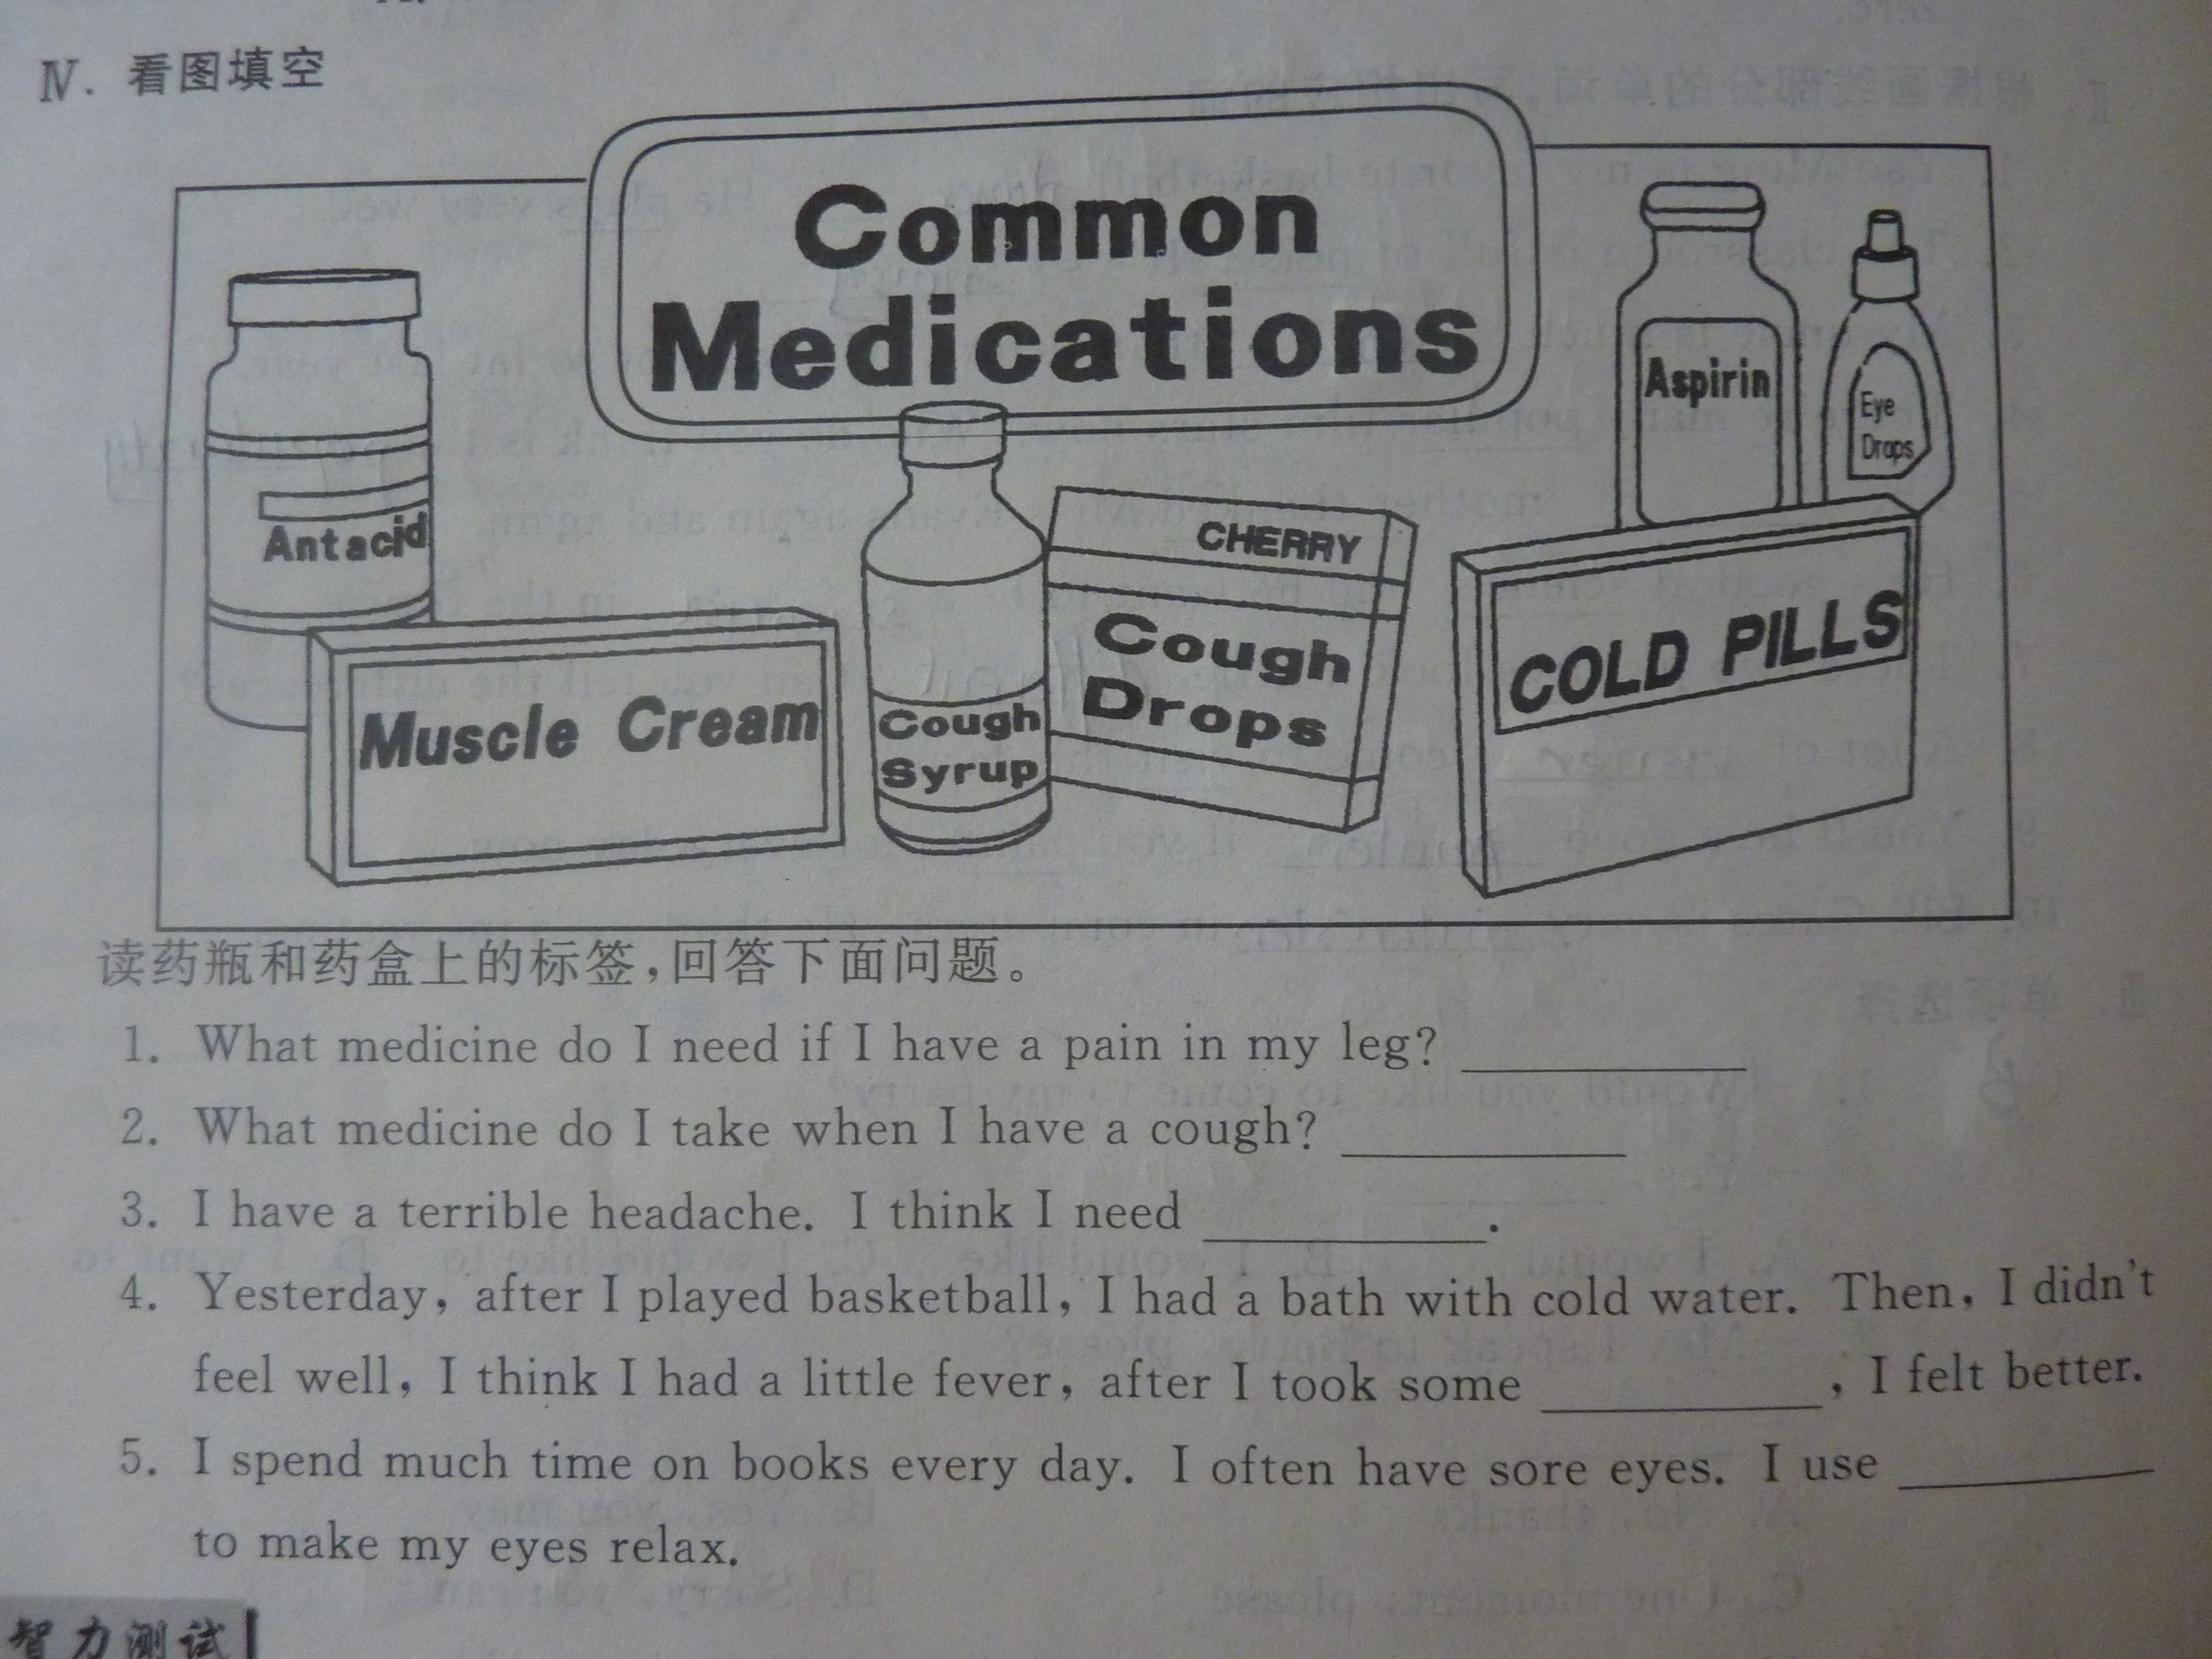 Ⅳ. 看图填空
Common
Medications
Antacid
Muscle Cream
Cough
Syrup
CHERRY
Cough
Drops
Aspirin
Eye
Drops
COLD PILLS
读药瓶和药盒上的标签,回答下面问题。
1. What medicine do I need if I have a pain in my leg? ________
2. What medicine do I take when I have a cough? ________
3. I have a terrible headache. I think I need ________.
4. Yesterday, after I played basketball, I had a bath with cold water. Then, I didn't
feel well, I think I had a little fever, after I took some ________, I felt better.
5. I spend much time on books every day. I often have sore eyes. I use ________
to make my eyes relax.
智力测试